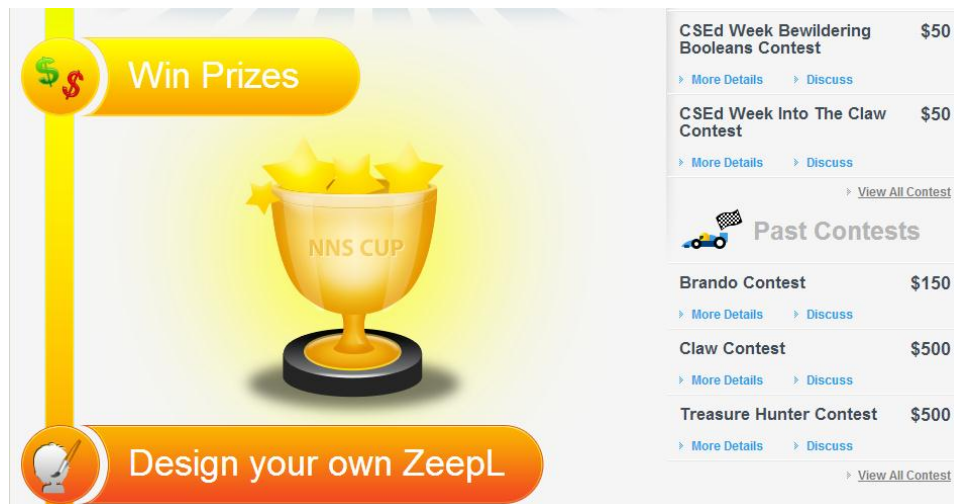 Win Prizes
NNS CUP
Design your own ZeepL
CSEd Week Bewildering $50
Booleans Contest
More Details Discuss
CSEd Week Into The Claw $50
Contest
More Details Discuss
View All Contest
Past Contests
Brando Contest $150
More Details Discuss
Claw Contest $500
More Details Discuss
Treasure Hunter Contest $500
More Details Discuss
View All Contest